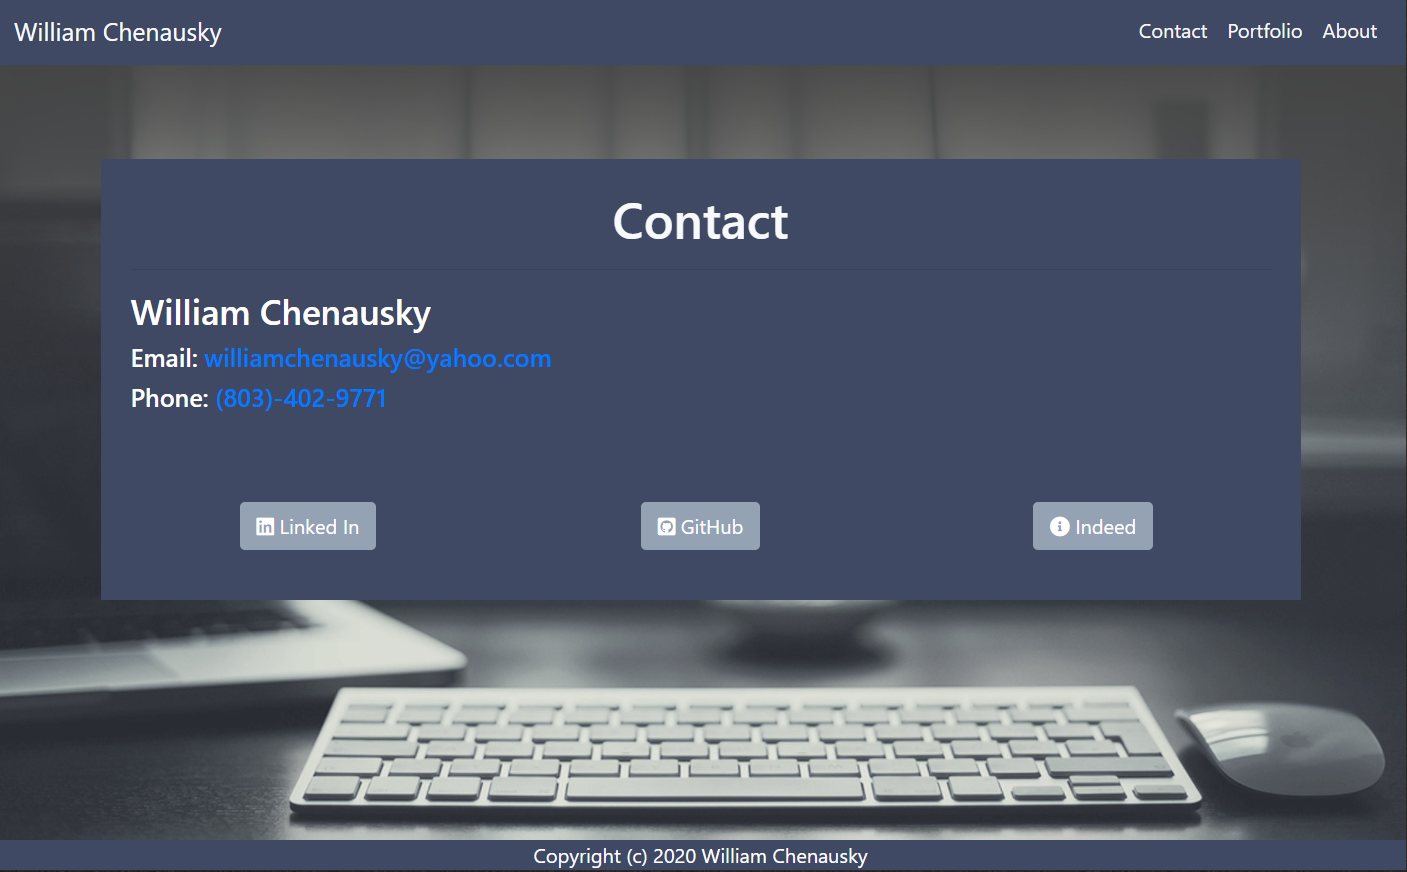 William Chenausky
Contact Portfolio About
Contact
William Chenausky
Email: williamchenausky@yahoo.com
Phone: (803)-402-9771
in Linked In
GitHub
i Indeed
Copyright (c) 2020 William Chenausky